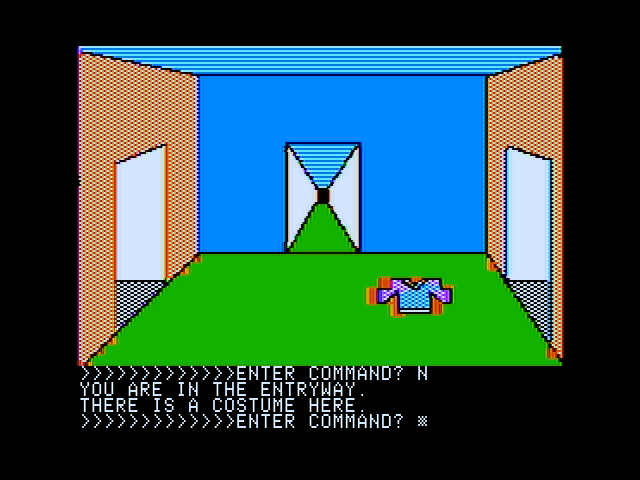 >>>>>>>>>>>>>ENTER COMMAND? N
YOU ARE IN THE ENTRYWAY.
THERE IS A COSTUME HERE.
>>>>>>>>>>>>>ENTER COMMAND?